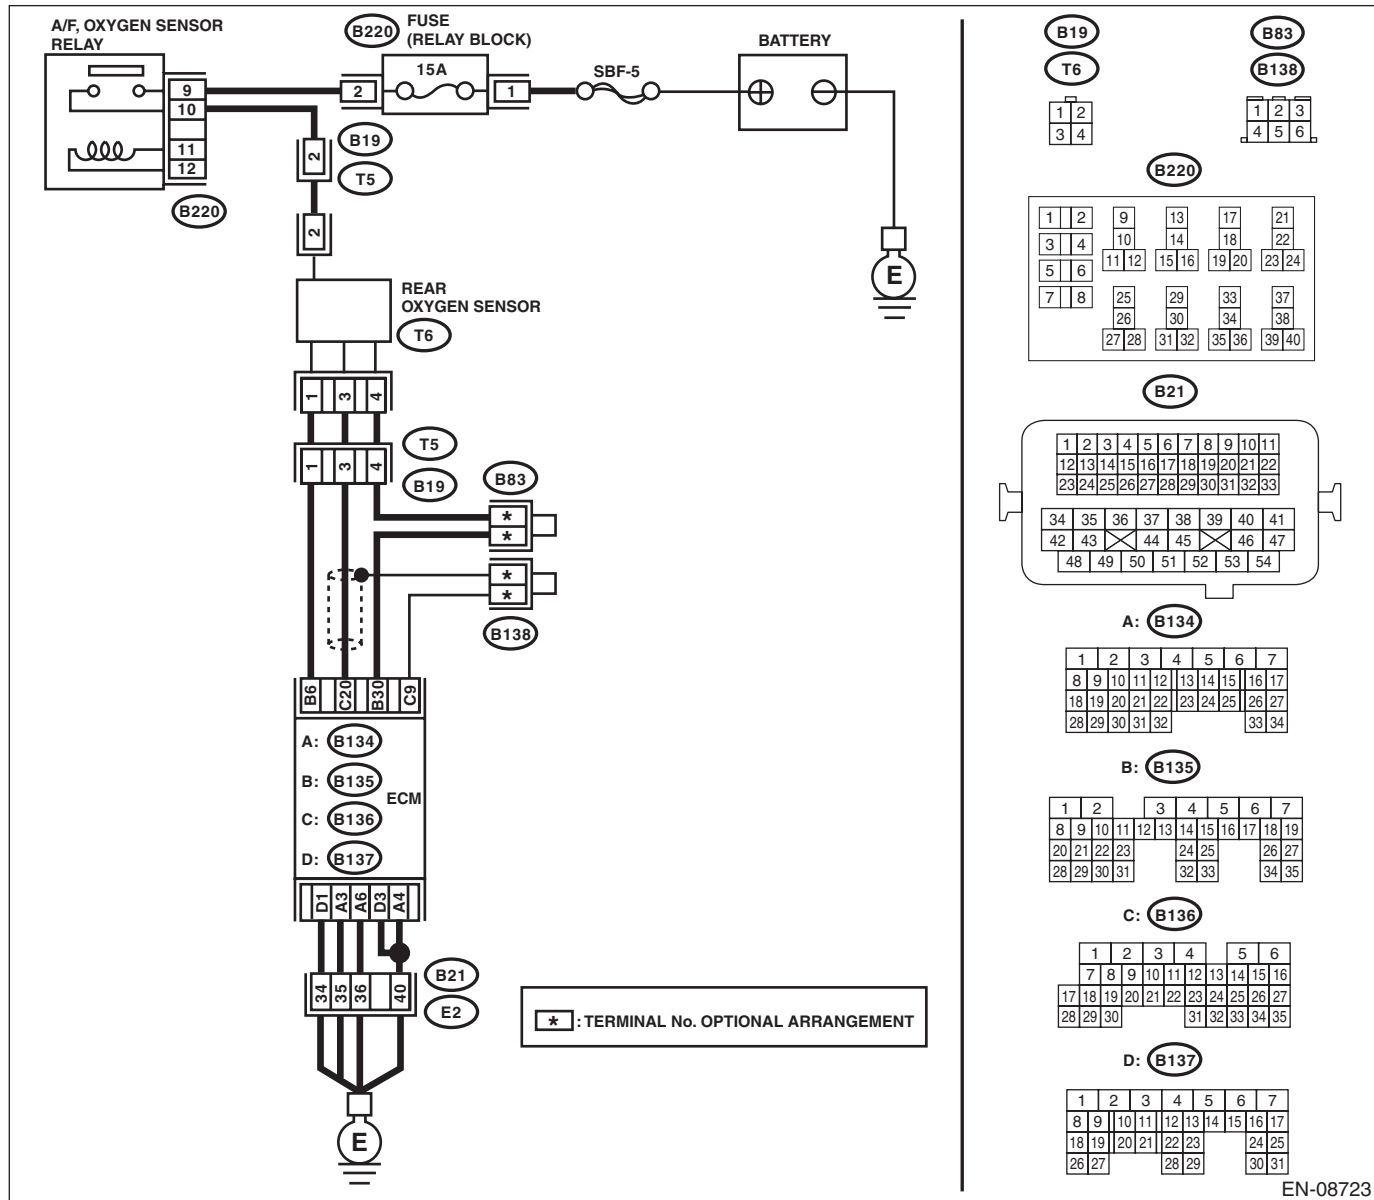 A/F, OXYGEN SENSOR
RELAY
B220
FUSE
(RELAY BLOCK)
BATTERY
15A
SBF-5
9
10
11
12
2
1
B220
2
B19
T5
2
E
REAR
OXYGEN SENSOR
T6
1 3 4
T5
1 3 4
B19
B83
*
*
*
*
B138
B6 C20 B30 C9
A: B134
B: B135
ECM
C: B136
D: B137
D1 A3 A6 D3 A4
B21
34 35 36 40
E2
E
* : TERMINAL No. OPTIONAL ARRANGEMENT
B19
T6
1 2
3 4
B83
B138
1 2 3
4 5 6
B220
1 2 9 13 17 21
3 4 10 14 18 22
5 6 11 12 15 16 19 20 23 24
7 8 25 29 33 37
26 30 34 38
27 28 31 32 35 36 39 40
B21
1 2 3 4 5 6 7 8 9 10 11
12 13 14 15 16 17 18 19 20 21 22
23 24 25 26 27 28 29 30 31 32 33
34 35 36 37 38 39 40 41
42 43 44 45 46 47
48 49 50 51 52 53 54
A: B134
1 2 3 4 5 6 7
8 9 10 11 12 13 14 15 16 17
18 19 20 21 22 23 24 25 26 27
28 29 30 31 32 33 34
B: B135
1 2 3 4 5 6 7
8 9 10 11 12 13 14 15 16 17 18 19
20 21 22 23 24 25 26 27
28 29 30 31 32 33 34 35
C: B136
1 2 3 4 5 6
7 8 9 10 11 12 13 14 15 16
17 18 19 20 21 22 23 24 25 26 27
28 29 30 31 32 33 34 35
D: B137
1 2 3 4 5 6 7
8 9 10 11 12 13 14 15 16 17
18 19 20 21 22 23 24 25
26 27 28 29 30 31
EN-08723